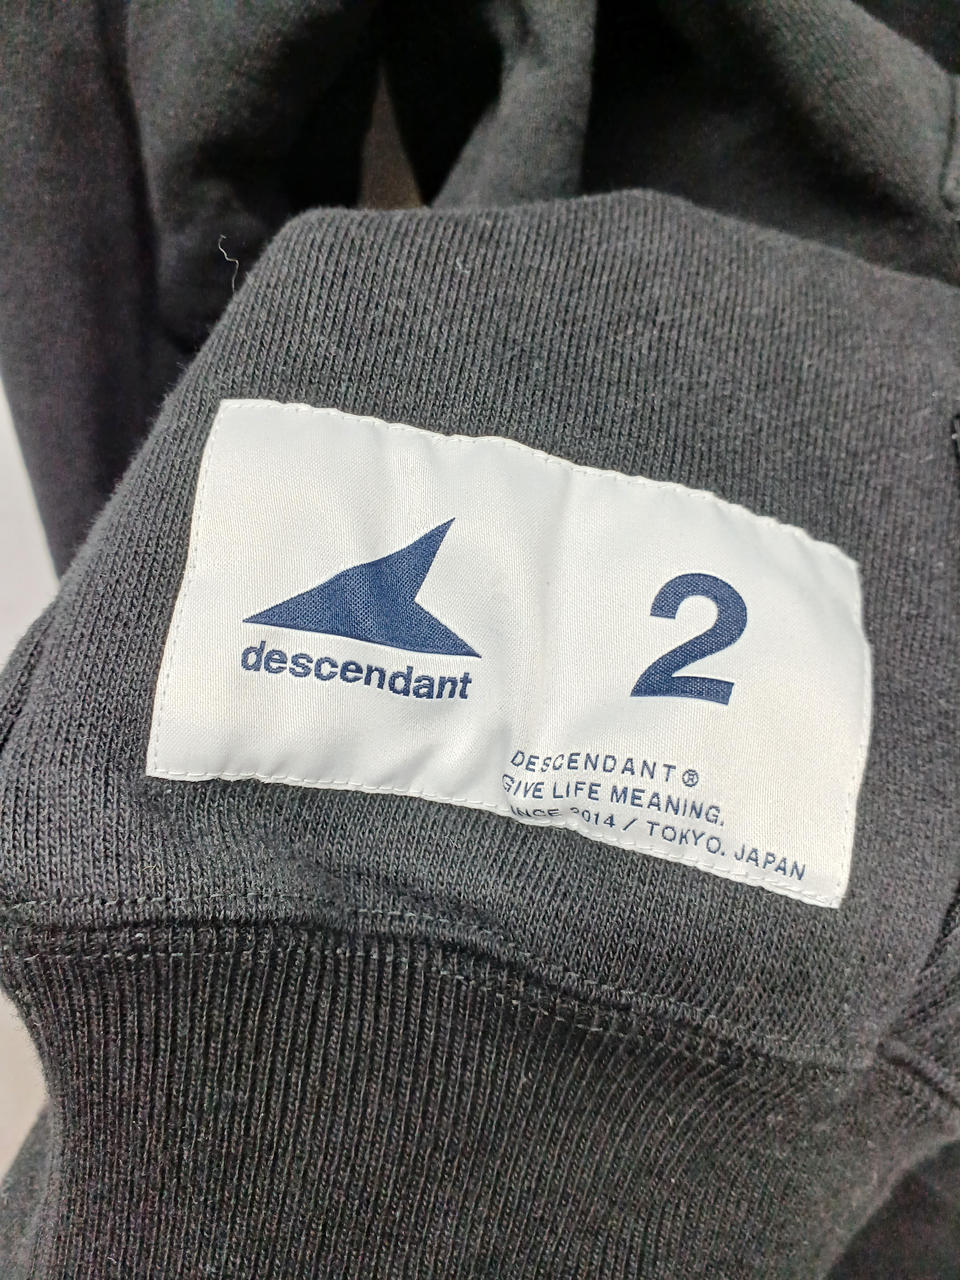 descendant
2
DESCENDANT®
GIVE LIFE MEANING.
SINCE 2014 / TOKYO. JAPAN